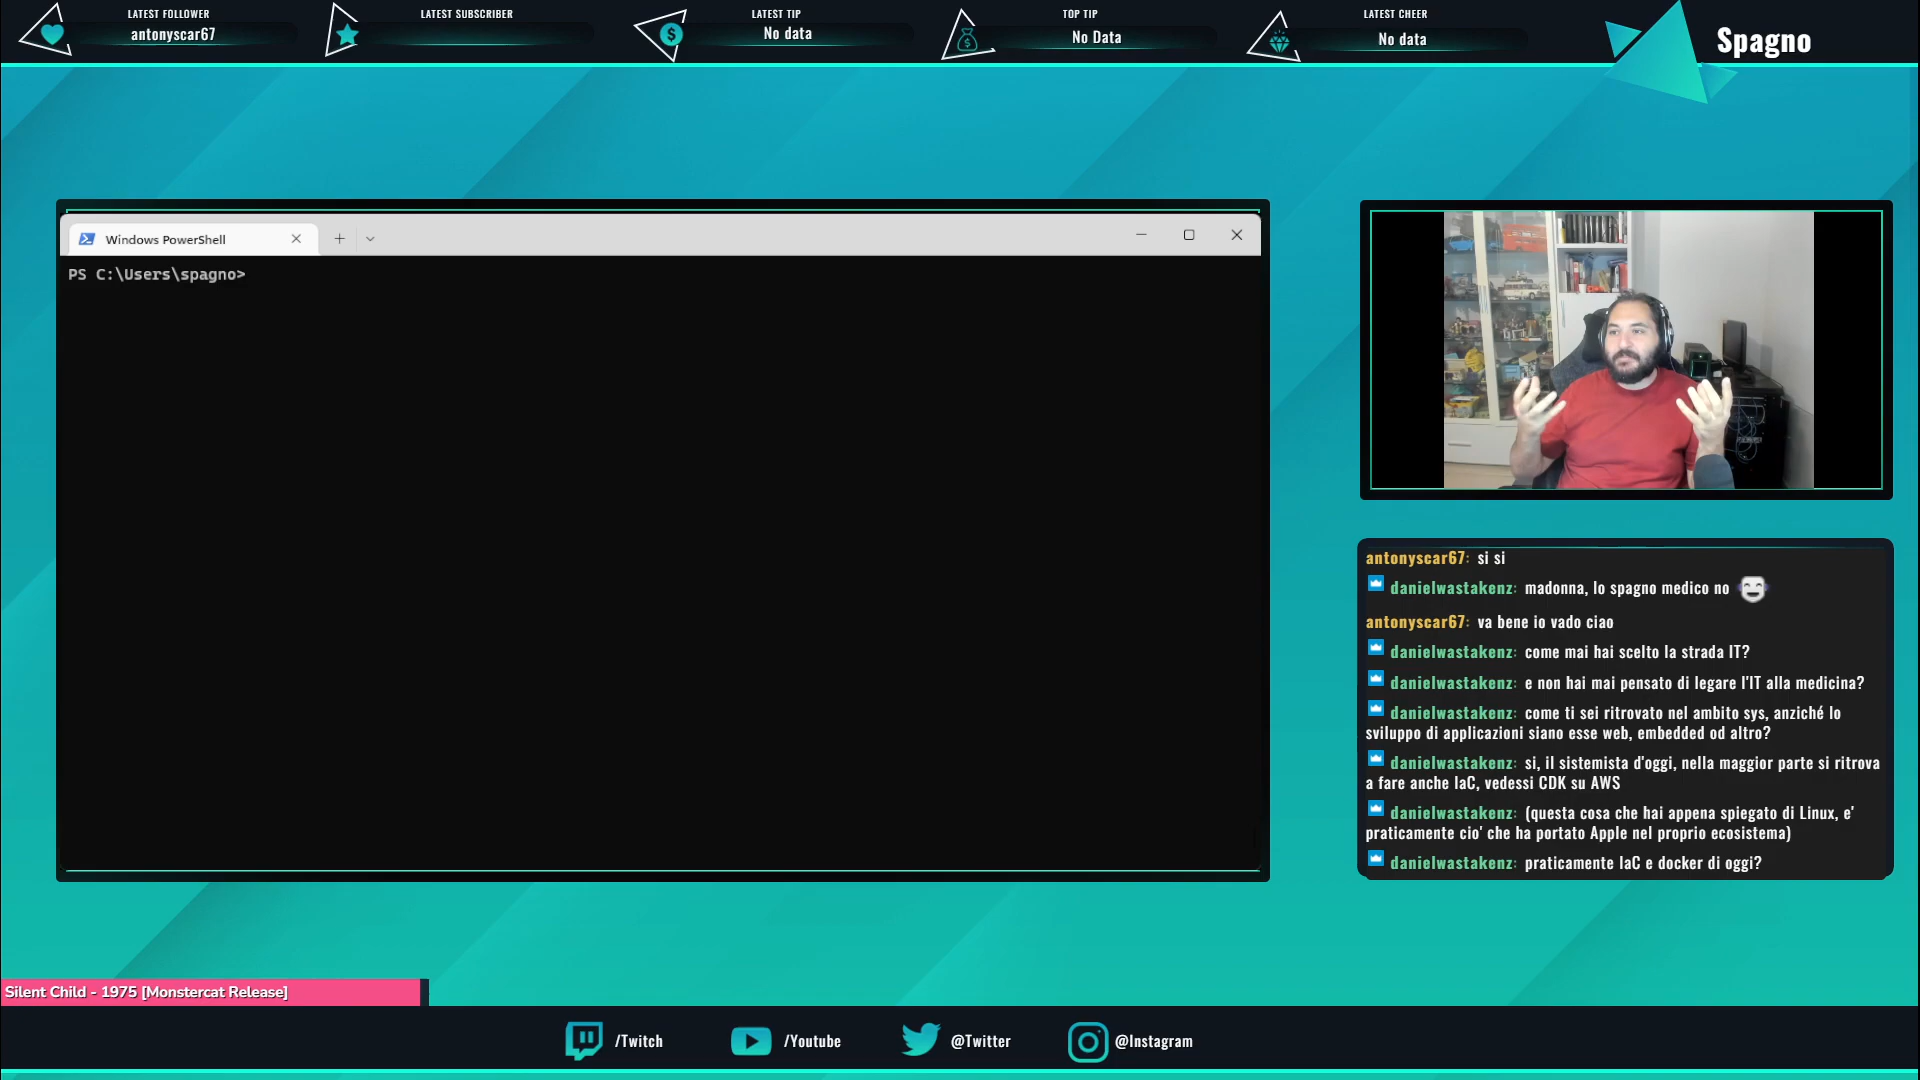 LATEST FOLLOWER
antonyscar67
LATEST SUBSCRIBER
LATEST TIP
No data
TOP TIP
No Data
LATEST CHEER
No data
Spagno
Windows PowerShell
PS C:\Users\spagno>
antonyscar67: si si
danielwastakenz: madonna, lo spagno medico no
antonyscar67: va bene io vado ciao
danielwastakenz: come mai hai scelto la strada IT?
danielwastakenz: e non hai mai pensato di legare l'IT alla medicina?
danielwastakenz: come ti sei ritrovato nel ambito sys, anziché lo
sviluppo di applicazioni siano esse web, embedded od altro?
danielwastakenz: si, il sistemista d'oggi, nella maggior parte si ritrova
a fare anche IaC, vedessi CDK su AWS
danielwastakenz: (questa cosa che hai appena spiegato di Linux, e'
praticamente cio' che ha portato Apple nel proprio ecosistema)
danielwastakenz: praticamente IaC e docker di oggi?
Silent Child - 1975 [Monstercat Release]
/Twitch
/Youtube
@Twitter
@Instagram